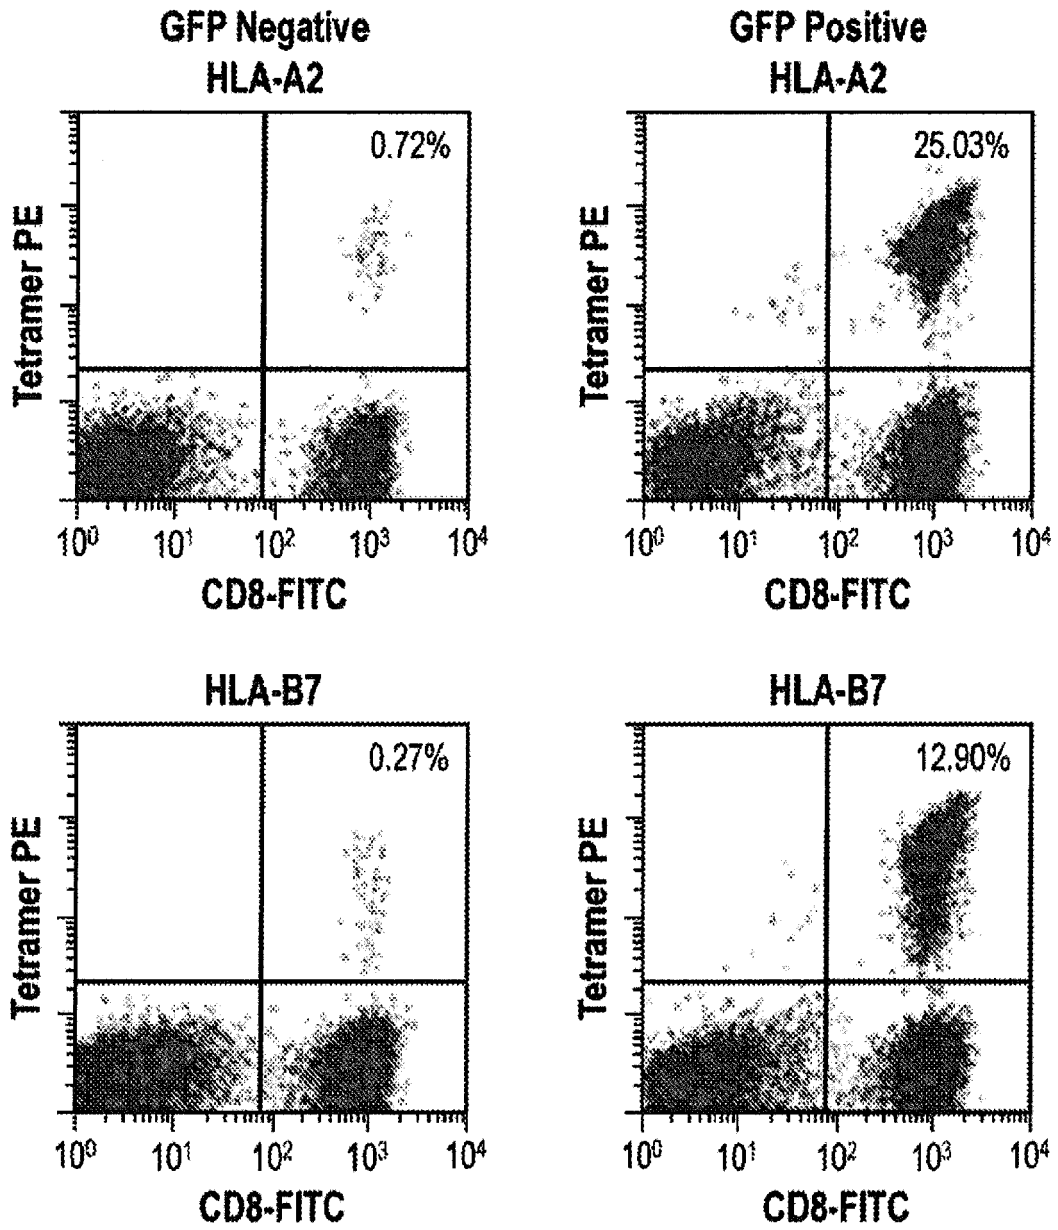 GFP Negative
HLA-A2
0.72%
Tetramer PE
10⁰ 10¹ 10² 10³ 10⁴
CD8-FITC
GFP Positive
HLA-A2
25.03%
Tetramer PE
10⁰ 10¹ 10² 10³ 10⁴
CD8-FITC
HLA-B7
0.27%
Tetramer PE
10⁰ 10¹ 10² 10³ 10⁴
CD8-FITC
HLA-B7
12.90%
Tetramer PE
10⁰ 10¹ 10² 10³ 10⁴
CD8-FITC